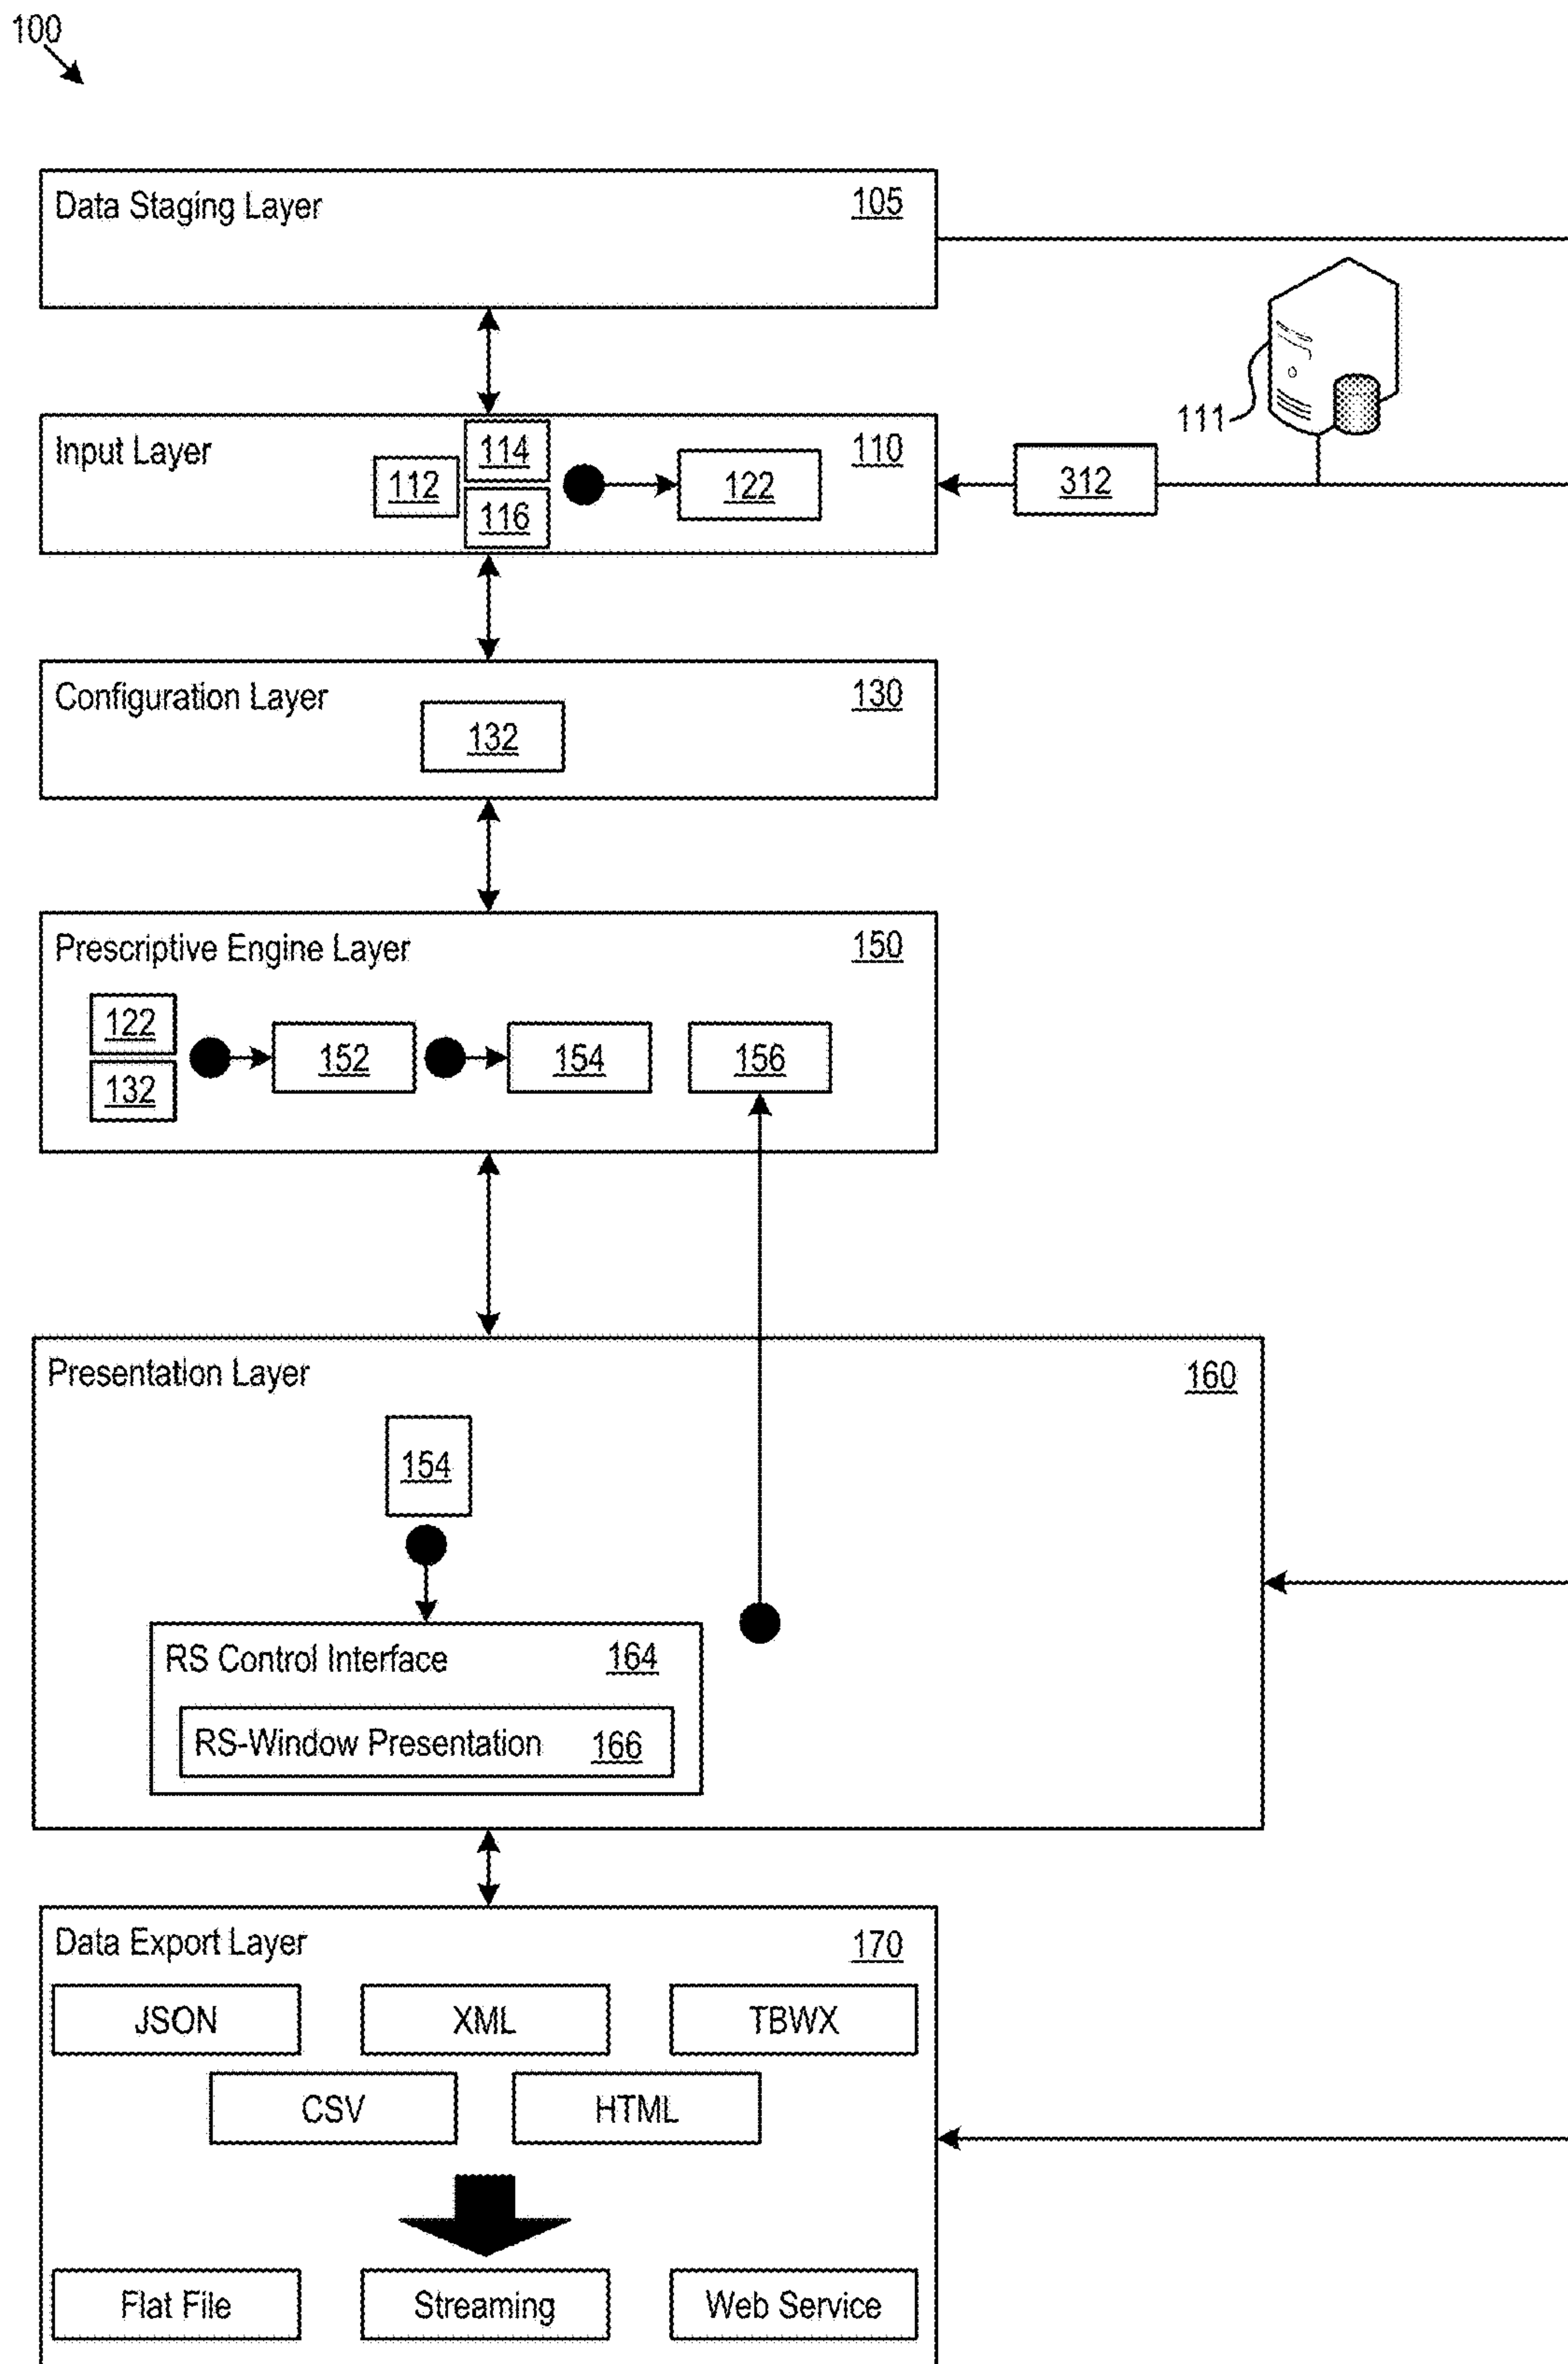 100
Data Staging Layer 105
111
Input Layer 112 114 116 122 110 312
Configuration Layer 132 130
Prescriptive Engine Layer 150
122 132 152 154 156
Presentation Layer 160
154
RS Control Interface 164
RS-Window Presentation 166
Data Export Layer 170
JSON XML TBWX
CSV HTML
Flat File Streaming Web Service